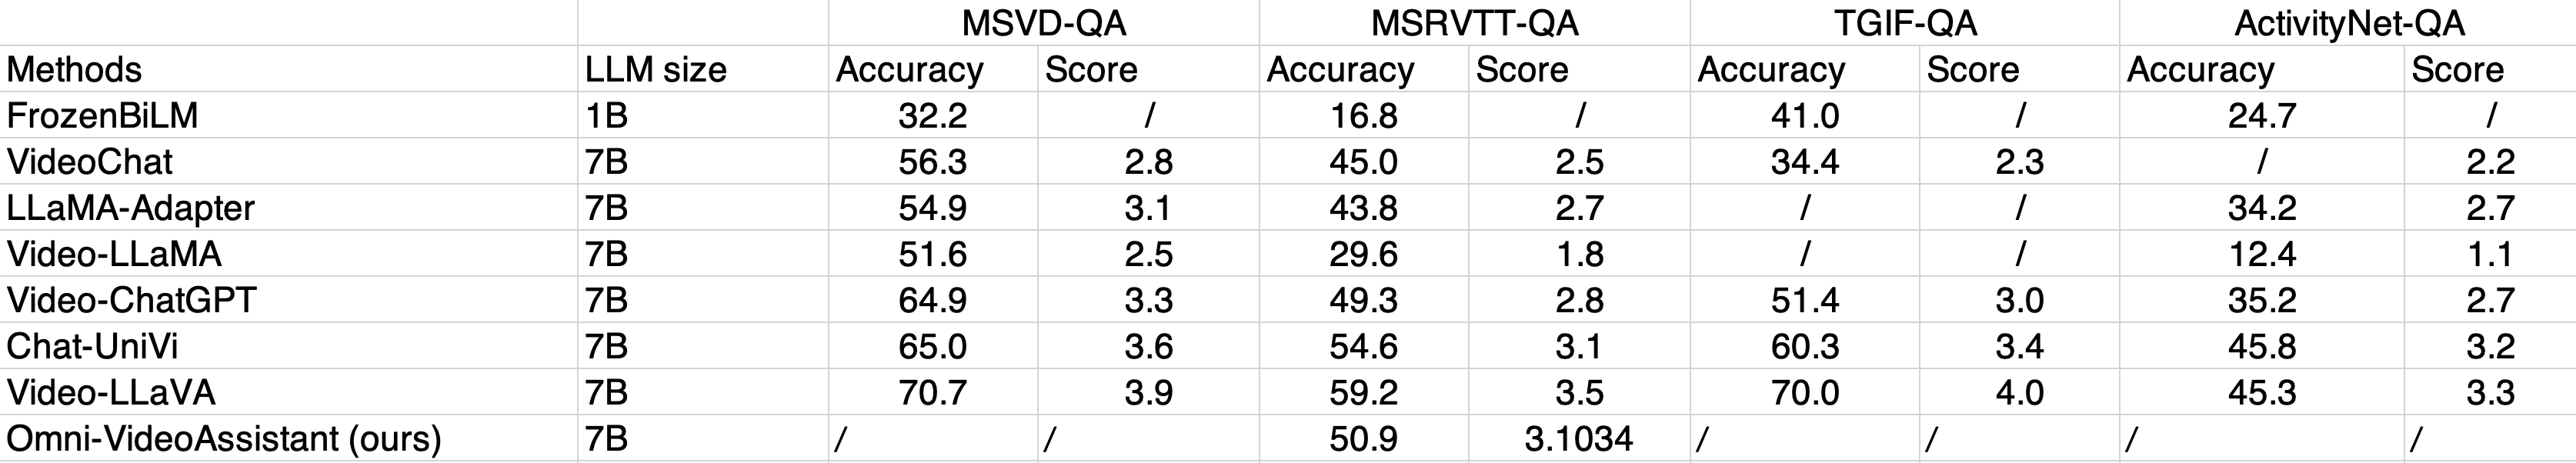 MSVD-QA MSRVTT-QA TGIF-QA ActivityNet-QA
Methods LLM size Accuracy Score Accuracy Score Accuracy Score Accuracy Score
FrozenBiLM 1B 32.2 / 16.8 / 41.0 / 24.7 /
VideoChat 7B 56.3 2.8 45.0 2.5 34.4 2.3 / 2.2
LLaMA-Adapter 7B 54.9 3.1 43.8 2.7 / / 34.2 2.7
Video-LLaMA 7B 51.6 2.5 29.6 1.8 / / 12.4 1.1
Video-ChatGPT 7B 64.9 3.3 49.3 2.8 51.4 3.0 35.2 2.7
Chat-UniVi 7B 65.0 3.6 54.6 3.1 60.3 3.4 45.8 3.2
Video-LLaVA 7B 70.7 3.9 59.2 3.5 70.0 4.0 45.3 3.3
Omni-VideoAssistant (ours) 7B / / 50.9 3.1034 / / / /